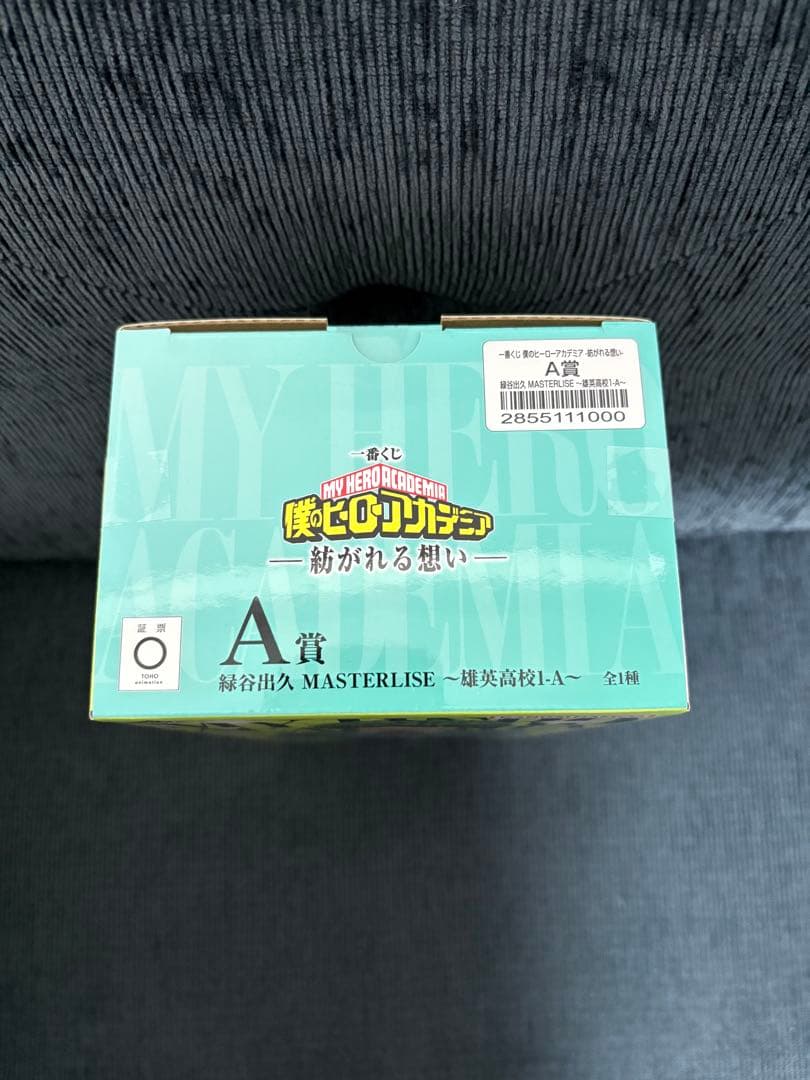 一番くじ 僕のヒーローアカデミア -紡がれる想い-
A賞
緑谷出久 MASTERLISE ～雄英高校1-A～
2855111000
MY HERO
ACADEMIA
一番くじ
MY HERO ACADEMIA
僕のヒーローアカデミア
―紡がれる想い―
証票
TOHO
animation
A賞
緑谷出久 MASTERLISE ～雄英高校1-A～ 全1種